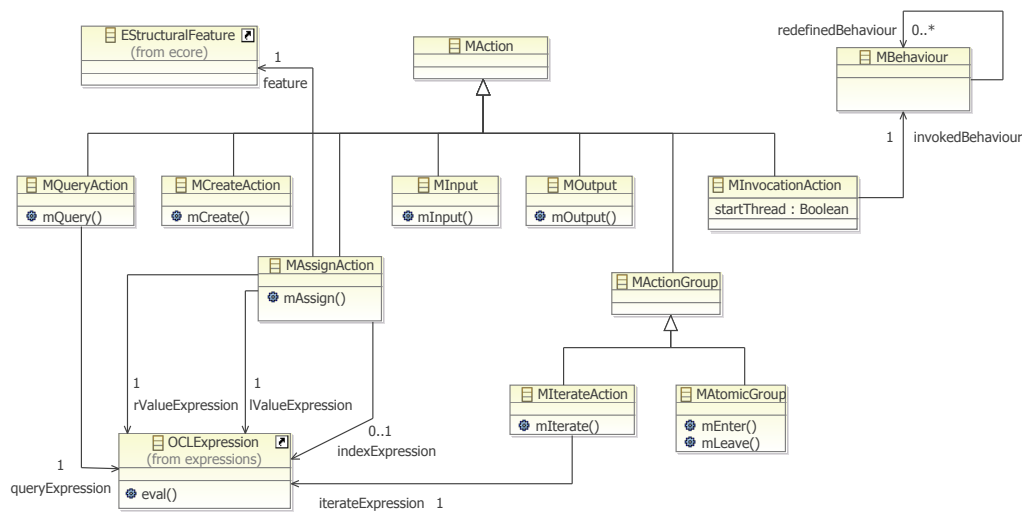 EStructuralFeature
(from ecore)
1
feature
MAction
redefinedBehaviour 0..*
MBehaviour
1 invokedBehaviour
MQueryAction
mQuery()
MCreateAction
mCreate()
MInput
mInput()
MOutput
mOutput()
MInvocationAction
startThread : Boolean
MAssignAction
mAssign()
MActionGroup
1
rValueExpression
1
lValueExpression
0..1
indexExpression
MIterateAction
mIterate()
MAtomicGroup
mEnter()
mLeave()
OCLExpression
(from expressions)
eval()
1
queryExpression
iterateExpression 1